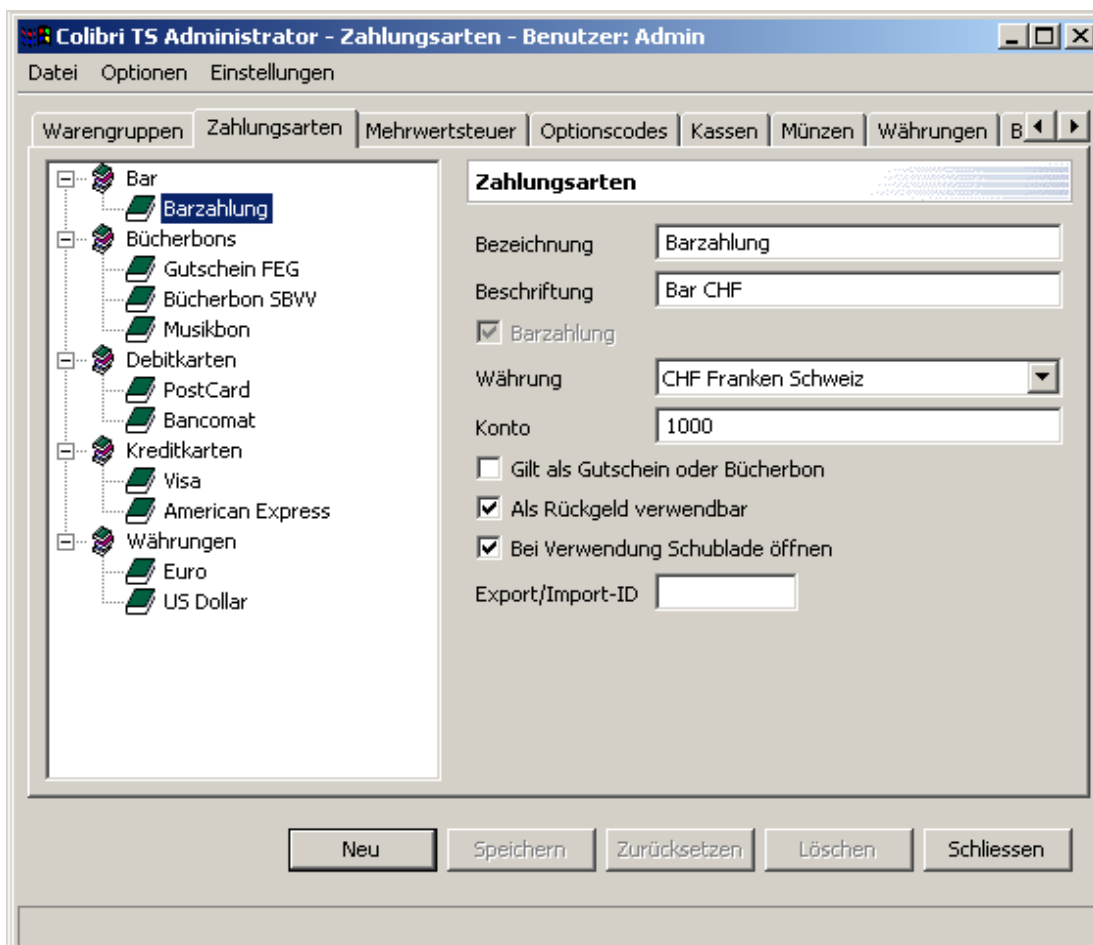 Colibri TS Administrator - Zahlungsarten - Benutzer: Admin
Datei Optionen Einstellungen
Warengruppen Zahlungsarten Mehrwertsteuer Optionscodes Kassen Münzen Währungen B
Bar
Barzahlung
Bücherbons
Gutschein FEG
Bücherbon SBVV
Musikbon
Debitkarten
PostCard
Bancomat
Kreditkarten
Visa
American Express
Währungen
Euro
US Dollar
Zahlungsarten
Bezeichnung Barzahlung
Beschriftung Bar CHF
Barzahlung
Währung CHF Franken Schweiz
Konto 1000
Gilt als Gutschein oder Bücherbon
Als Rückgeld verwendbar
Bei Verwendung Schublade öffnen
Export/Import-ID
Neu Speichern Zurücksetzen Löschen Schliessen